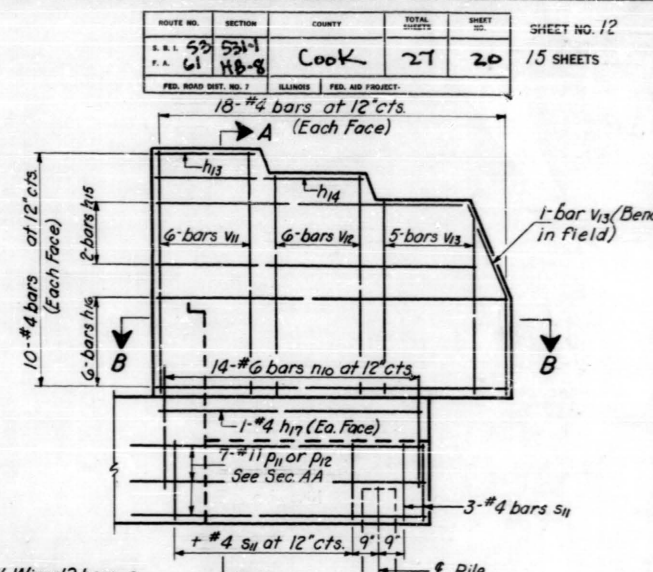 ROUTE NO. SECTION COUNTY TOTAL SHEETS SHEET NO.
S. B. I. 53 531-1 Cook 27 20
F. A. 61 HB-8
FED. ROAD DIST. NO. 7 ILLINOIS FED. AID PROJECT-
SHEET NO. 12
15 SHEETS
18-#4 bars at 12"cts.
(Each Face)
A
h13
h14
10-#4 bars at 12"cts.
(Each Face)
2-bars h15
6-bars h16
6-bars v11
6-bars v12
5-bars v13
1-bar v13 (Bend
in field)
B
B
14-#6 bars n10 at 12"cts.
1-#4 h17 (Ea. Face)
7-#11 p11 or p12
See Sec. AA
3-#4 bars s11
+ #4 s11 at 12"cts. 9" 9"
℄ Pile